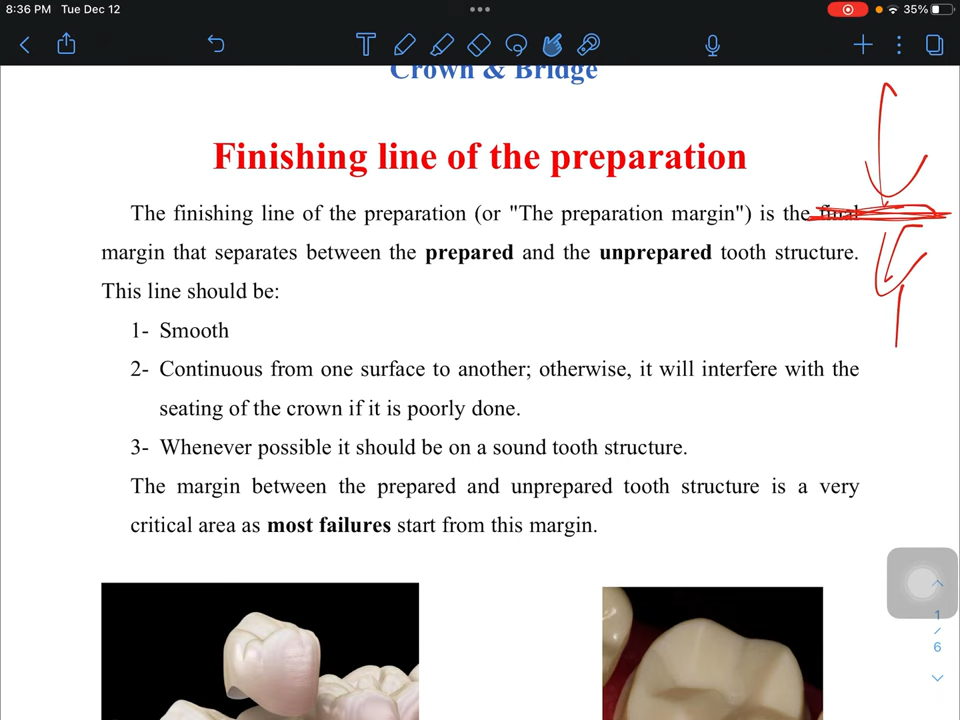 8:36 PM Tue Dec 12
35%
Crown & Bridge
Finishing line of the preparation
The finishing line of the preparation (or "The preparation margin") is the final
margin that separates between the prepared and the unprepared tooth structure.
This line should be:
1- Smooth
2- Continuous from one surface to another; otherwise, it will interfere with the
seating of the crown if it is poorly done.
3- Whenever possible it should be on a sound tooth structure.
The margin between the prepared and unprepared tooth structure is a very
critical area as most failures start from this margin.
1
/
6